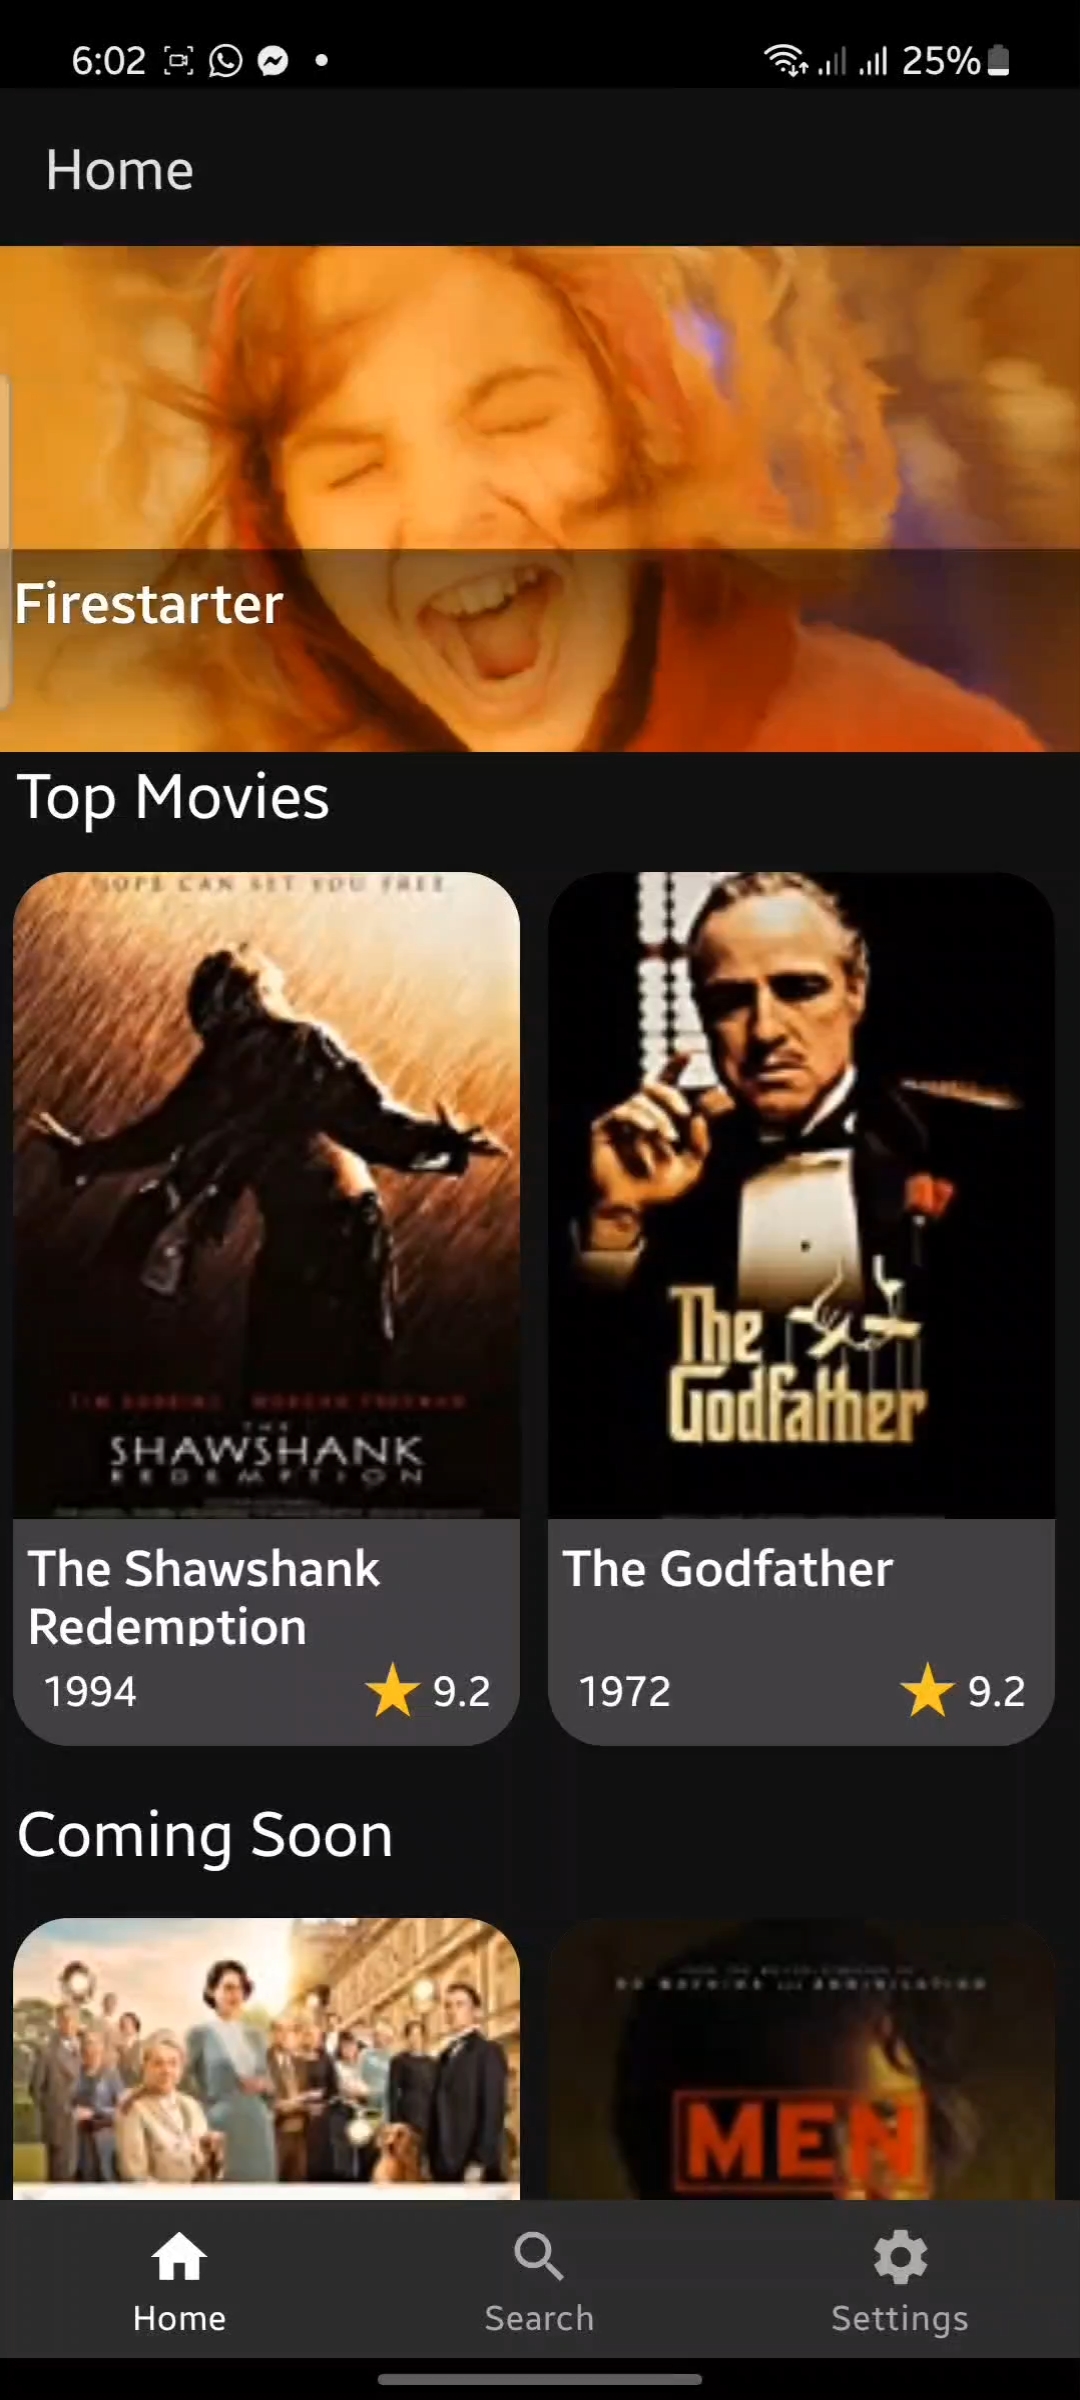 6:02
25%
Home
Firestarter
Top Movies
HOPE CAN SET YOU FREE
THE
SHAWSHANK
REDEMPTION
The
Godfather
The Shawshank
Redemption
1994
9.2
The Godfather
1972
9.2
Coming Soon
MEN
Home
Search
Settings